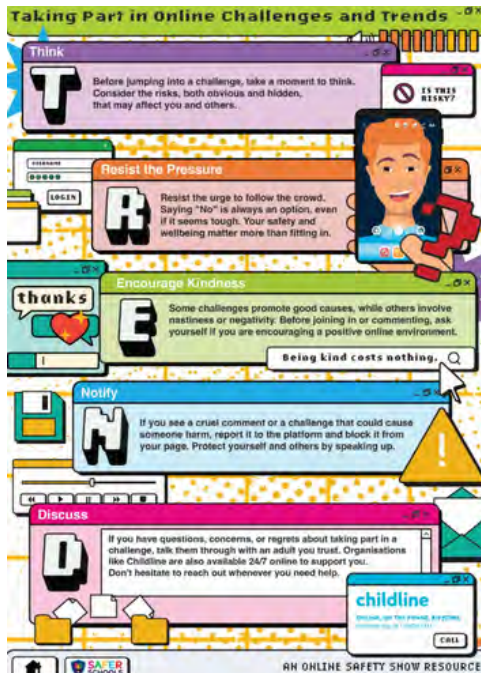 Taking Part in Online Challenges and Trends
Think
T
Before jumping into a challenge, take a moment to think.
Consider the risks, both obvious and hidden,
that may affect you and others.
IS THIS
RISKY?
USERNAME
LOGIN
Resist the Pressure
R
Resist the urge to follow the crowd.
Saying "No" is always an option, even
if it seems tough. Your safety and
wellbeing matter more than fitting in.
thanks
Encourage Kindness
E
Some challenges promote good causes, while others involve
nastiness or negativity. Before joining in or commenting, ask
yourself if you are encouraging a positive online environment.
Being kind costs nothing.
Notify
N
If you see a cruel comment or a challenge that could cause
someone harm, report it to the platform and block it from
your page. Protect yourself and others by speaking up.
Discuss
D
If you have questions, concerns, or regrets about taking part in a
challenge, talk them through with an adult you trust. Organisations
like Childline are also available 24/7 online to support you.
Don't hesitate to reach out whenever you need help.
childline
ONLINE, ON THE PHONE, ANYTIME
CALL
SAFER
SCHOOLS
AN ONLINE SAFETY SHOW RESOURCE